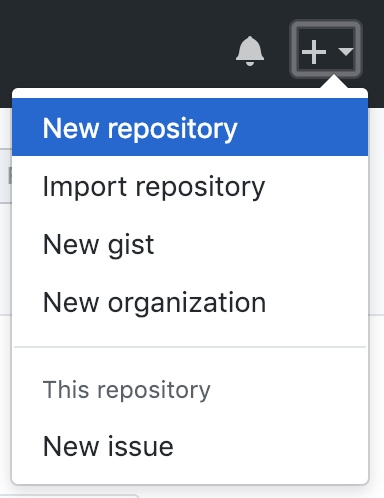 New repository
Import repository
New gist
New organization
This repository
New issue